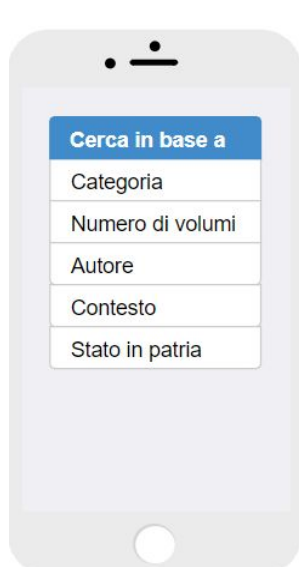 Cerca in base a
Categoria
Numero di volumi
Autore
Contesto
Stato in patria